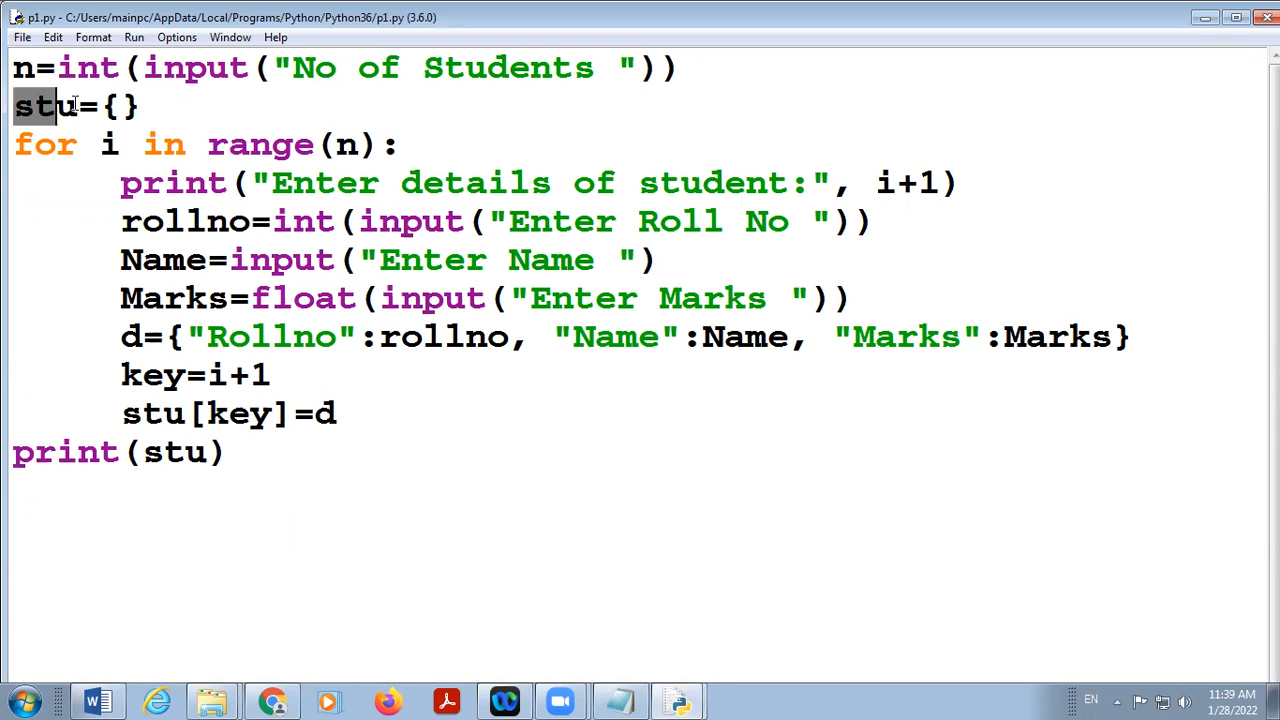 p1.py - C:/Users/mainpc/AppData/Local/Programs/Python/Python36/p1.py (3.6.0)
File Edit Format Run Options Window Help
n=int(input("No of Students "))
stu={}
for i in range(n):
     print("Enter details of student:", i+1)
     rollno=int(input("Enter Roll No "))
     Name=input("Enter Name ")
     Marks=float(input("Enter Marks "))
     d={"Rollno":rollno, "Name":Name, "Marks":Marks}
     key=i+1
     stu[key]=d
print(stu)
EN
11:39 AM
1/28/2022